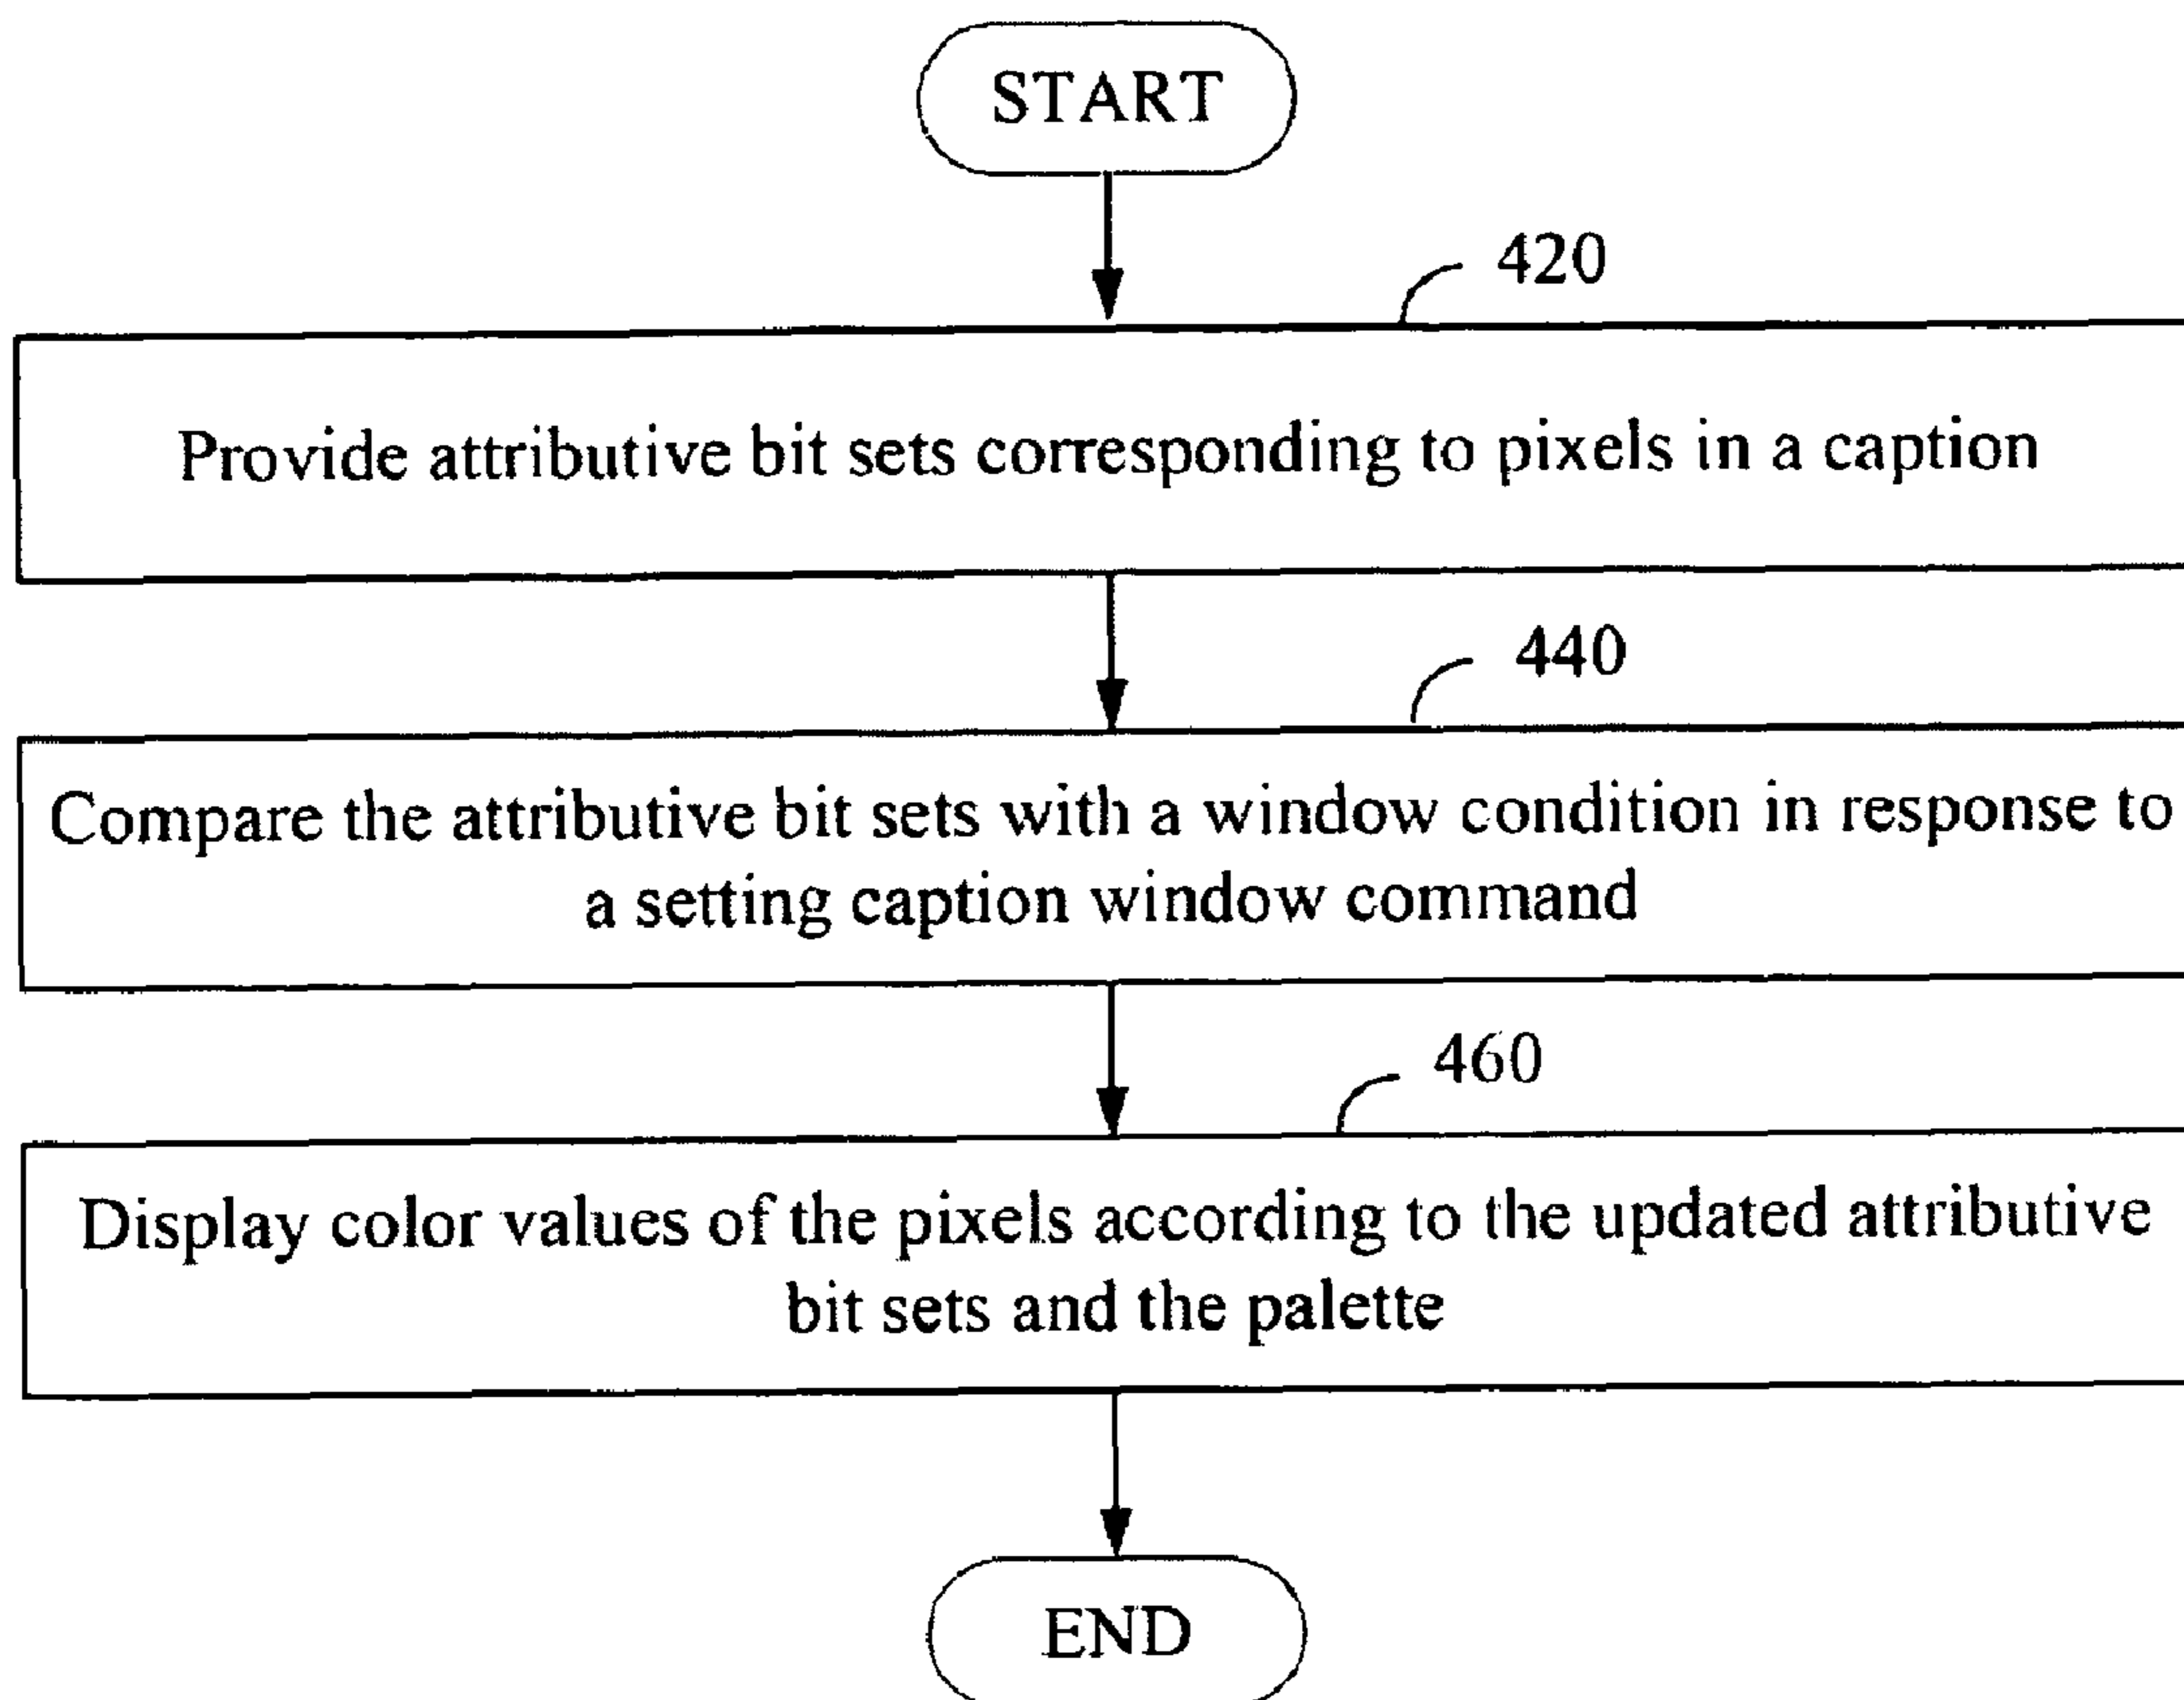 START
420
Provide attributive bit sets corresponding to pixels in a caption
440
Compare the attributive bit sets with a window condition in response to
a setting caption window command
460
Display color values of the pixels according to the updated attributive
bit sets and the palette
END